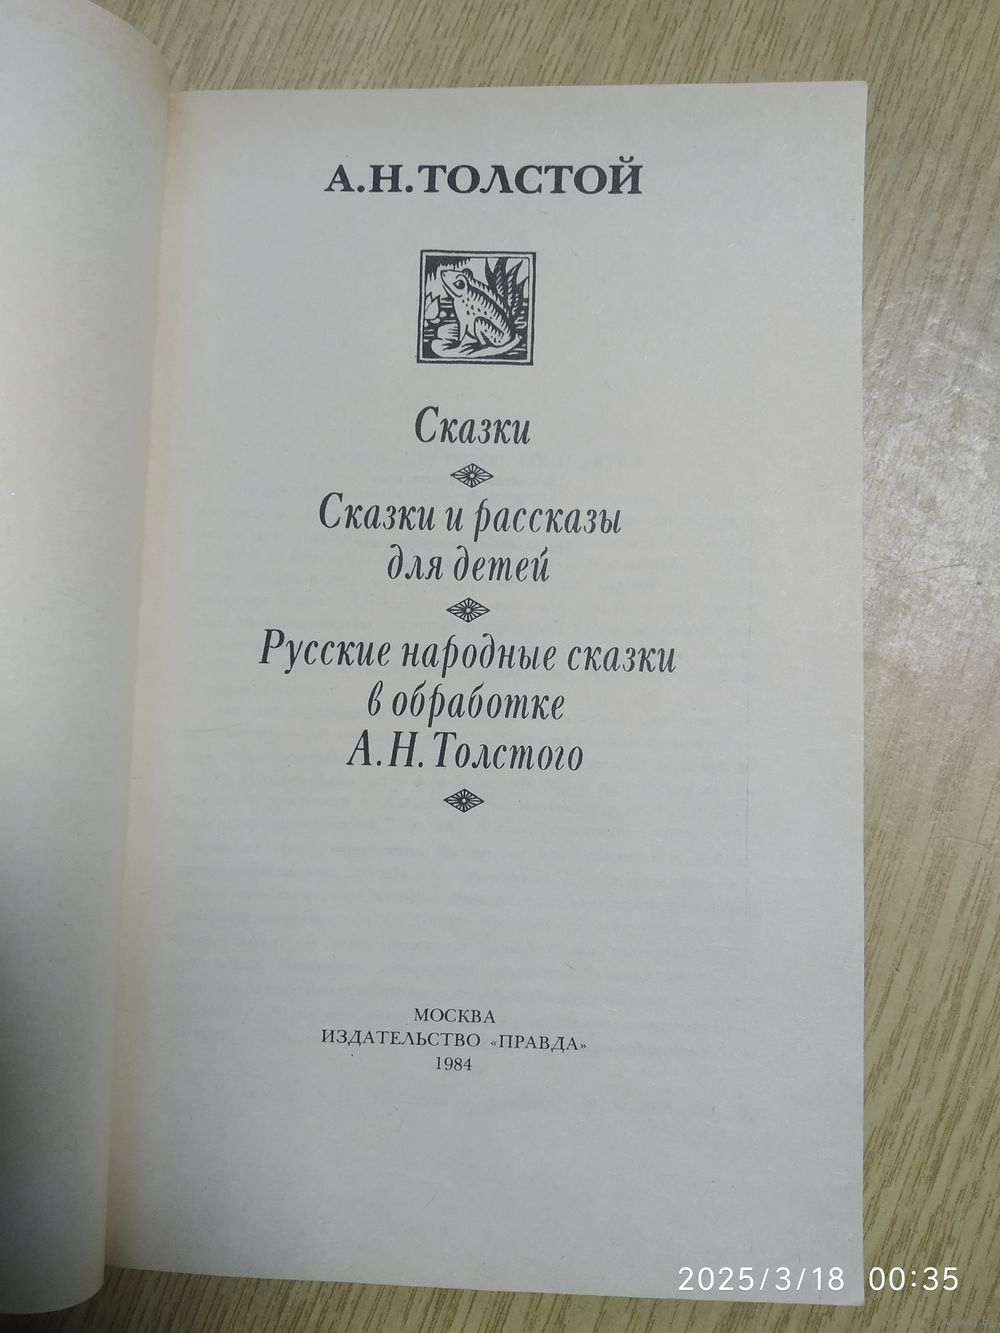 А.Н.ТОЛСТОЙ
Сказки
Сказки и рассказы
для детей
Русские народные сказки
в обработке
А.Н.Толстого
МОСКВА
ИЗДАТЕЛЬСТВО «ПРАВДА»
1984
2025/3/18 00:35